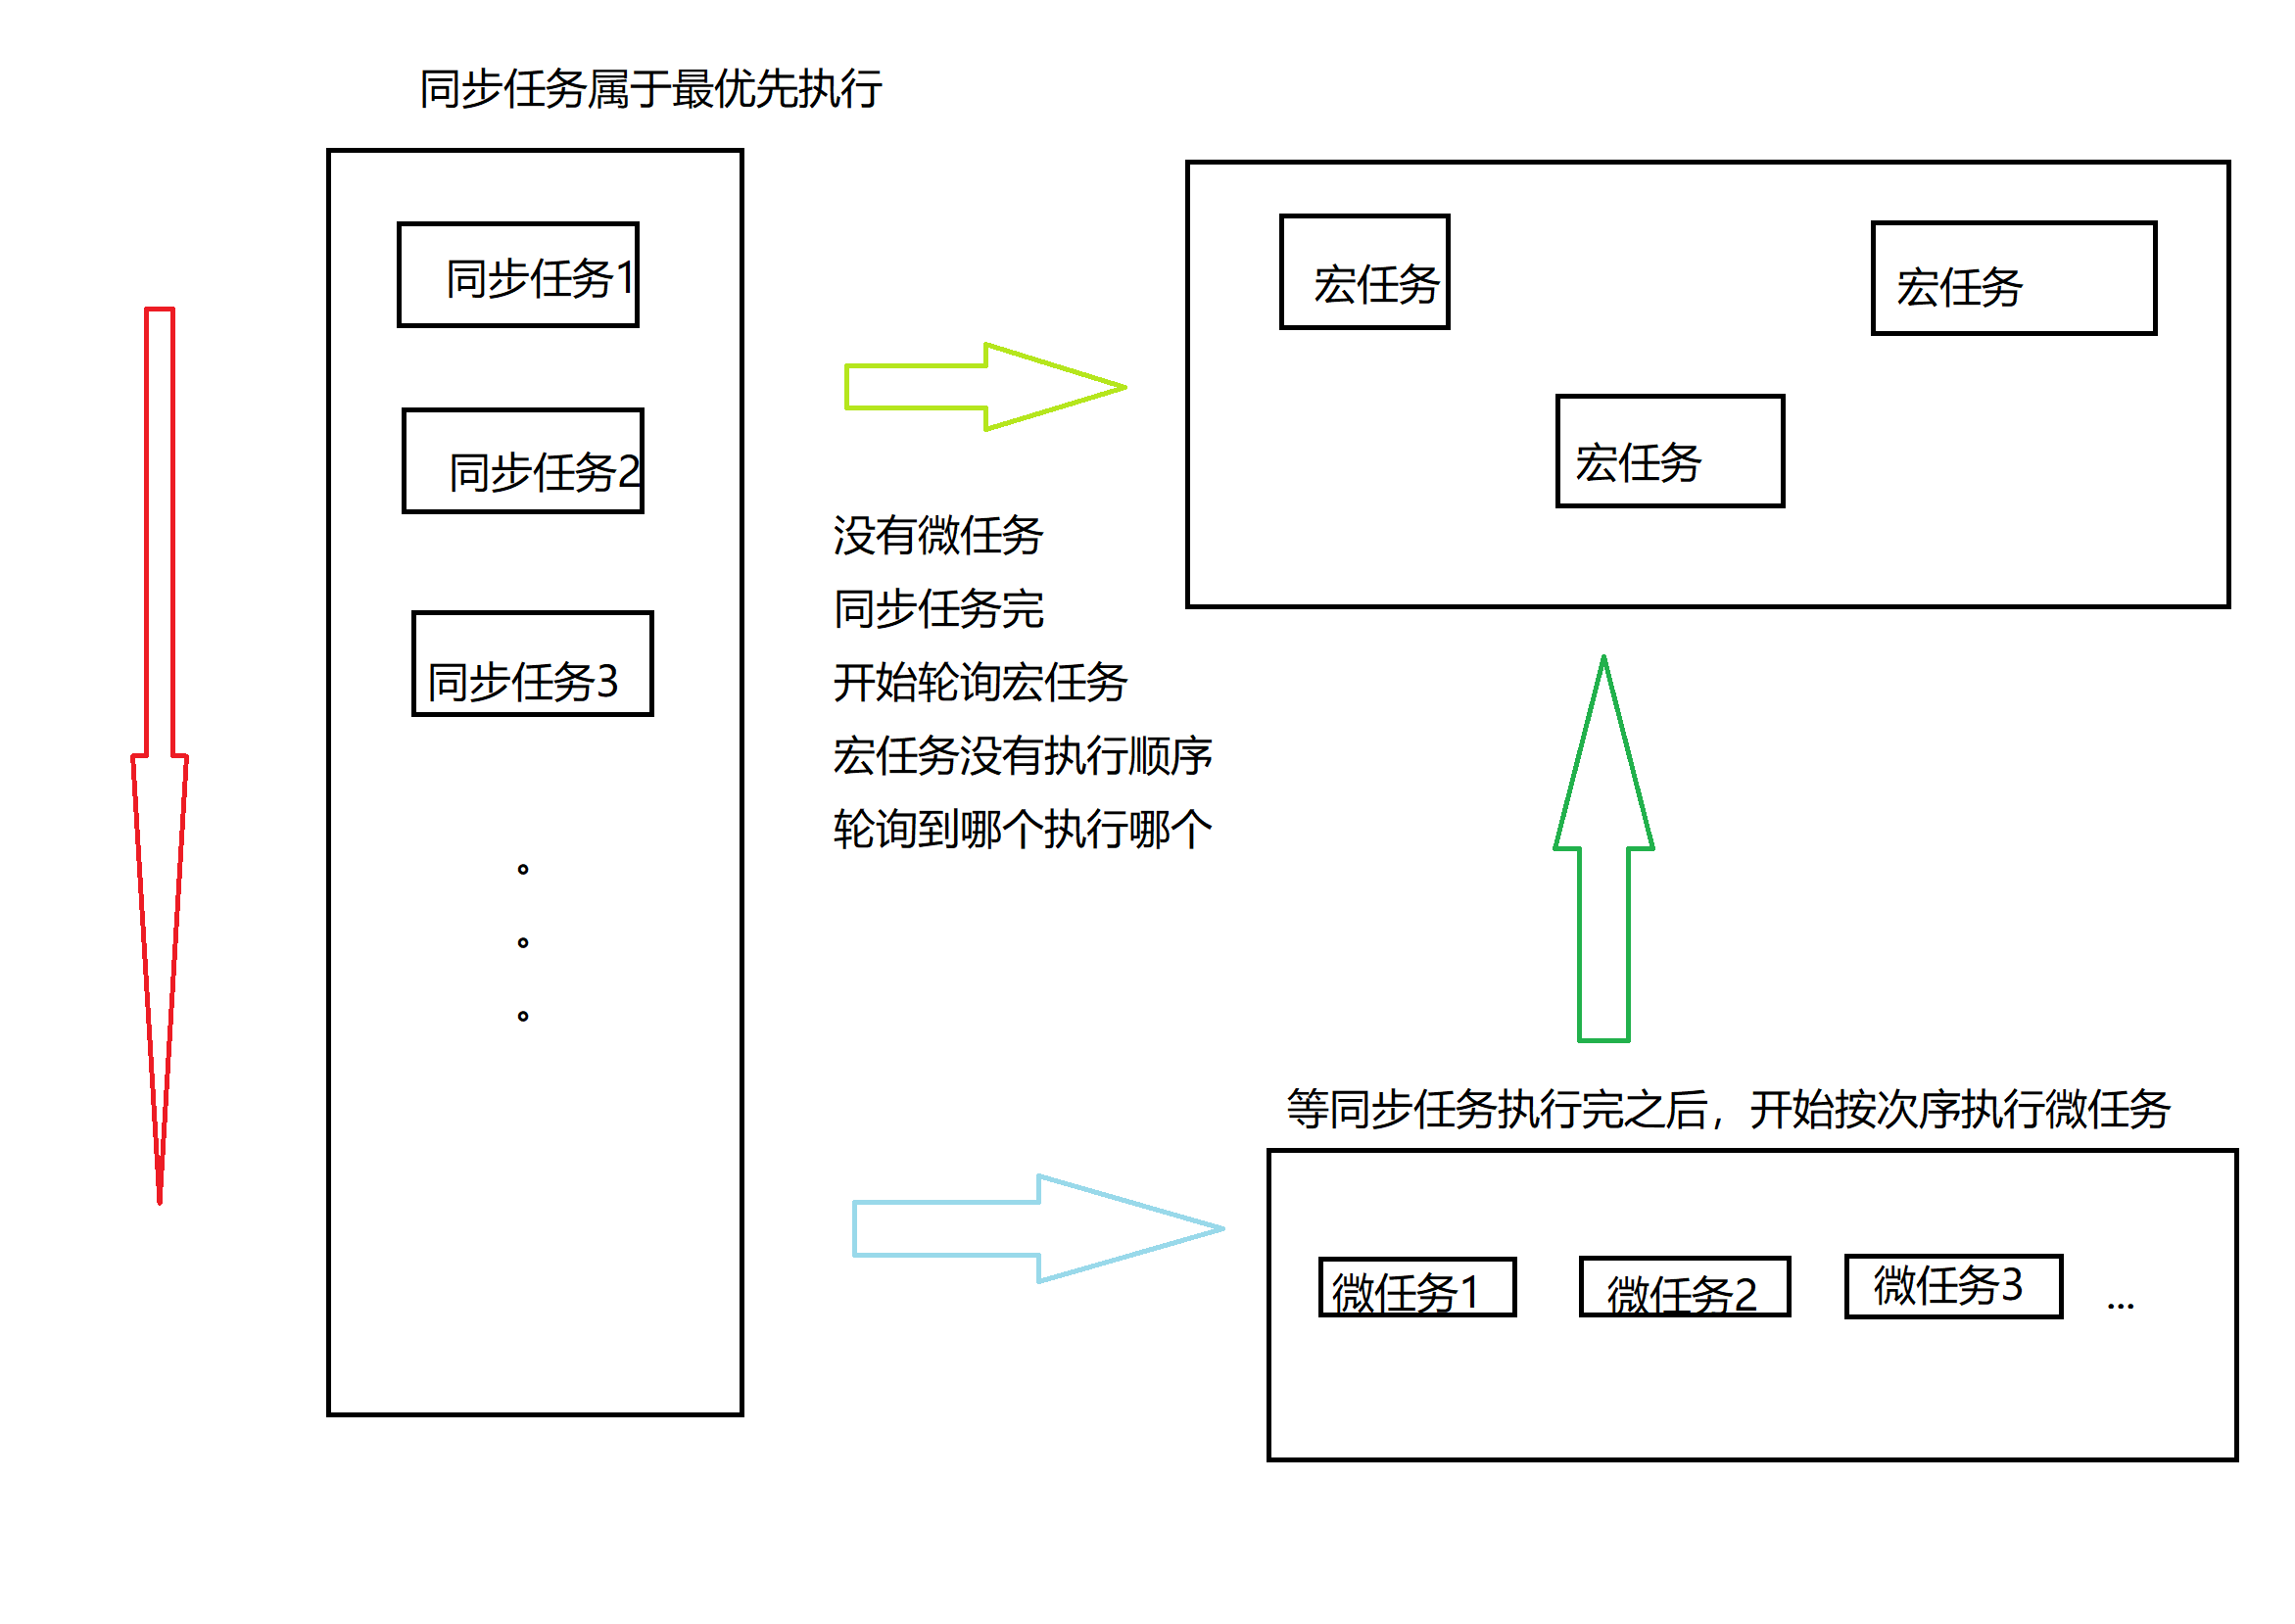 同步任务属于最优先执行
同步任务1
同步任务2
同步任务3
。
。
。
没有微任务
同步任务完
开始轮询宏任务
宏任务没有执行顺序
轮询到哪个执行哪个
宏任务
宏任务
宏任务
等同步任务执行完之后，开始按次序执行微任务
微任务1
微任务2
微任务3
...